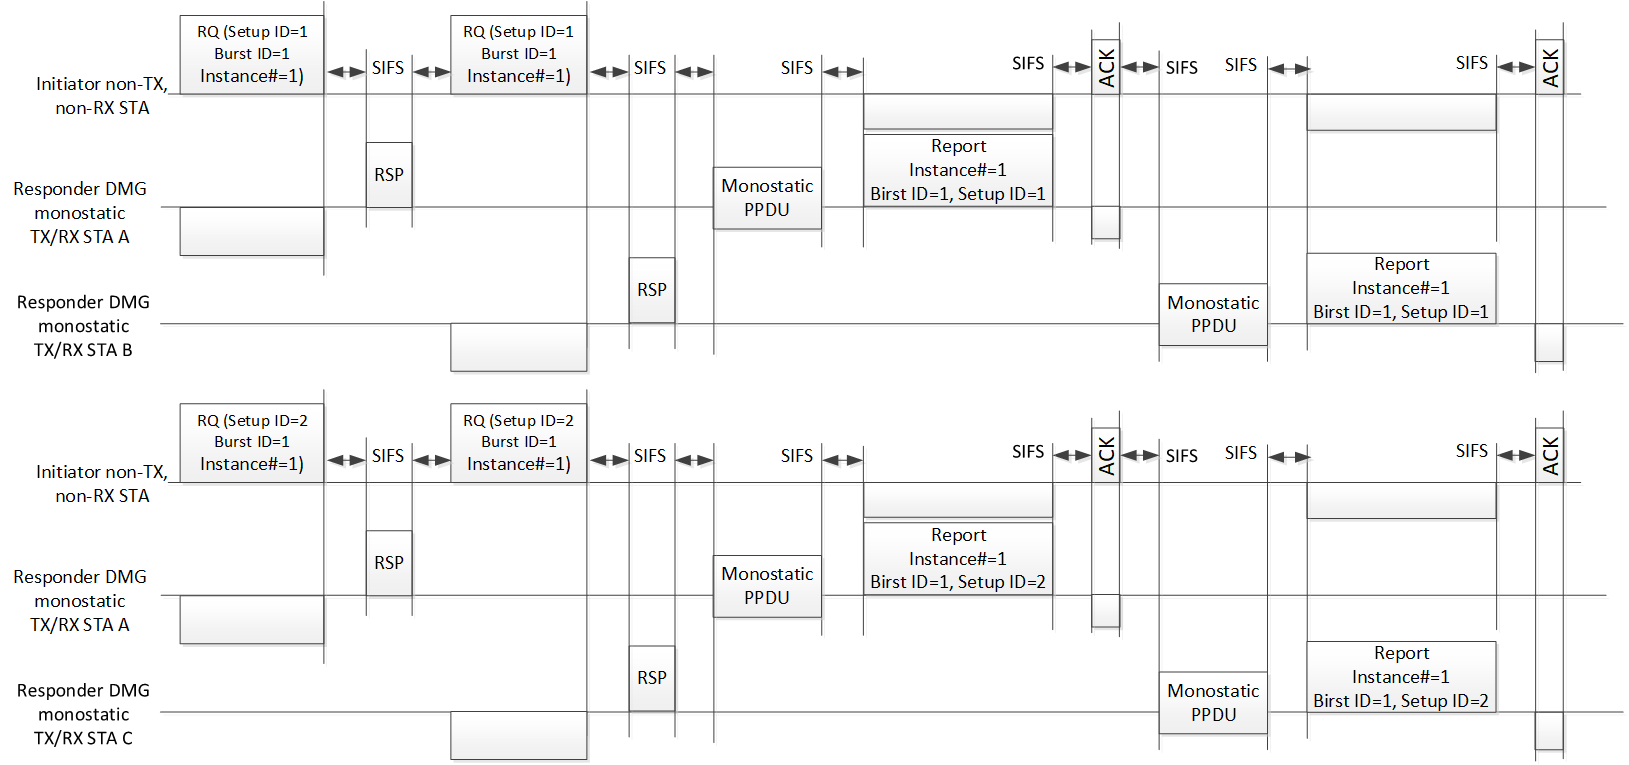 RQ (Setup ID=1
Burst ID=1
Instance#=1)
SIFS
RQ (Setup ID=1
Burst ID=1
Instance#=1)
SIFS
SIFS
SIFS
ACK
SIFS
SIFS
SIFS
ACK
Initiator non-TX,
non-RX STA
RSP
Report
Instance#=1
Birst ID=1, Setup ID=1
Monostatic
PPDU
Responder DMG
monostatic
TX/RX STA A
RSP
Report
Instance#=1
Birst ID=1, Setup ID=1
Monostatic
PPDU
Responder DMG
monostatic
TX/RX STA B
RQ (Setup ID=2
Burst ID=1
Instance#=1)
SIFS
RQ (Setup ID=2
Burst ID=1
Instance#=1)
SIFS
SIFS
SIFS
ACK
SIFS
SIFS
SIFS
ACK
Initiator non-TX,
non-RX STA
RSP
Report
Instance#=1
Birst ID=1, Setup ID=2
Monostatic
PPDU
Responder DMG
monostatic
TX/RX STA A
RSP
Report
Instance#=1
Birst ID=1, Setup ID=2
Monostatic
PPDU
Responder DMG
monostatic
TX/RX STA C